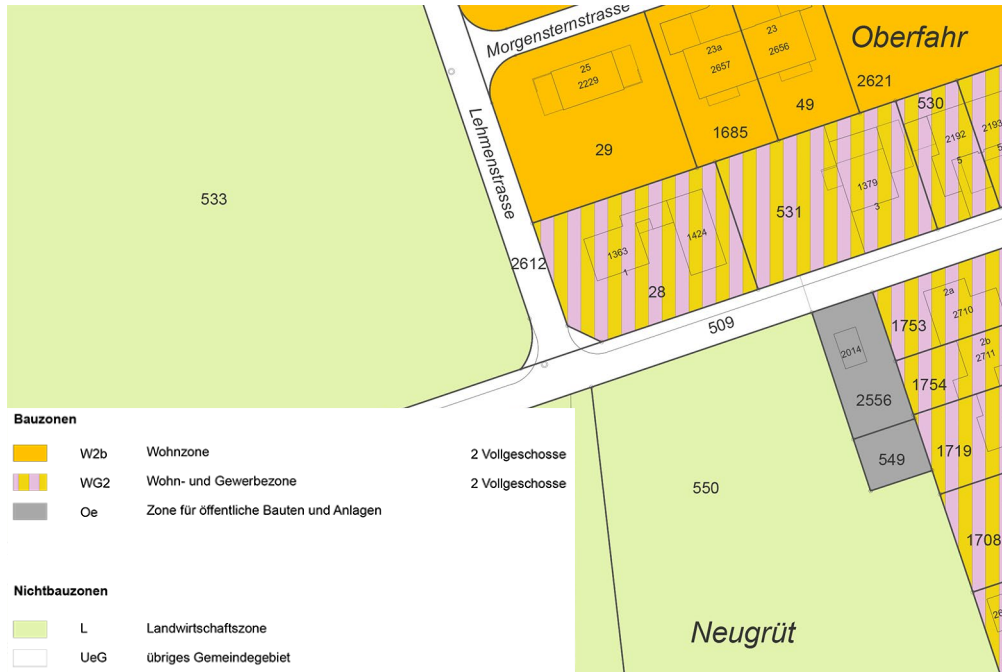 Morgensternstrasse
Oberfahr
25
2229
23a
2657
23
2656
2621
530
49
1685
29
2192
5
2193
5
Lehmenstrasse
533
1379
3
531
1363
1
1424
2612
28
509
2a
2710
1753
2b
2711
2014
1754
2556
549
1719
550
1708
Neugrüt
Bauzonen
W2b Wohnzone 2 Vollgeschosse
WG2 Wohn- und Gewerbezone 2 Vollgeschosse
Oe Zone für öffentliche Bauten und Anlagen
Nichtbauzonen
L Landwirtschaftszone
UeG übriges Gemeindegebiet